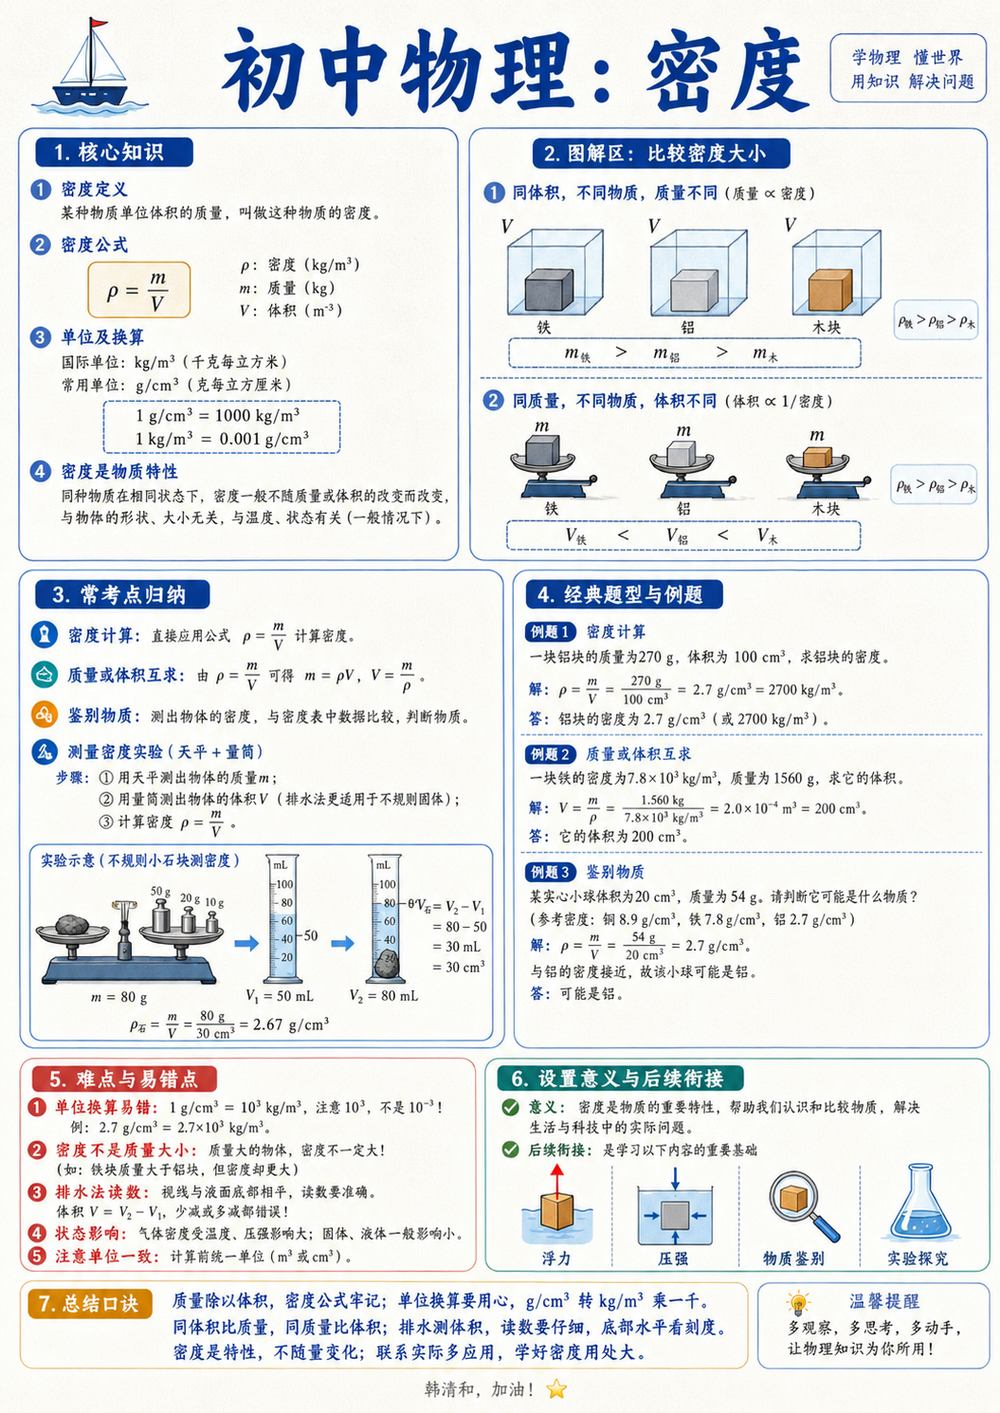 初中物理：密度
学物理 懂世界
用知识 解决问题
1. 核心知识
1 密度定义
某种物质单位体积的质量，叫做这种物质的密度。
2 密度公式
ρ = m/V
ρ：密度（kg/m³）
m：质量（kg）
V：体积（m⁻³）
3 单位及换算
国际单位：kg/m³（千克每立方米）
常用单位：g/cm³（克每立方厘米）
1 g/cm³ = 1000 kg/m³
1 kg/m³ = 0.001 g/cm³
4 密度是物质特性
同种物质在相同状态下，密度一般不随质量或体积的改变而改变，
与物体的形状、大小无关，与温度、状态有关（一般情况下）。
2. 图解区：比较密度大小
1 同体积，不同物质，质量不同（质量 ∝ 密度）
V V V
铁 铝 木块
ρ铁 > ρ铝 > ρ木
m铁 > m铝 > m木
2 同质量，不同物质，体积不同（体积 ∝ 1/密度）
m m m
铁 铝 木块
ρ铁 > ρ铝 > ρ木
V铁 < V铝 < V木
3. 常考点归纳
密度计算：直接应用公式 ρ = m/V 计算密度。
质量或体积互求：由 ρ = m/V 可得 m = ρV，V = m/ρ。
鉴别物质：测出物体的密度，与密度表中数据比较，判断物质。
测量密度实验（天平 + 量筒）
步骤：① 用天平测出物体的质量m；
② 用量筒测出物体的体积V（排水法更适用于不规则固体）；
③ 计算密度 ρ = m/V。
实验示意（不规则小石块测密度）
50 g 20 g 10 g
m = 80 g
mL
100
80
60
40
20
50
V₁ = 50 mL
mL
100
80
40
20
V₂ = 80 mL
V石 = V₂ − V₁
= 80 − 50
= 30 mL
= 30 cm³
ρ石 = m/V = 80 g/30 cm³ = 2.67 g/cm³
4. 经典题型与例题
例题 1 密度计算
一块铝块的质量为270 g，体积为 100 cm³，求铝块的密度。
解：ρ = m/V = 270 g/100 cm³ = 2.7 g/cm³ = 2700 kg/m³。
答：铝块的密度为 2.7 g/cm³（或 2700 kg/m³）。
例题 2 质量或体积互求
一块铁的密度为7.8×10³ kg/m³，质量为 1560 g，求它的体积。
解：V = m/ρ = 1.560 kg/7.8×10³ kg/m³ = 2.0×10⁻⁴ m³ = 200 cm³。
答：它的体积为 200 cm³。
例题 3 鉴别物质
某实心小球体积为20 cm³，质量为 54 g。请判断它可能是什么物质？
（参考密度：铜 8.9 g/cm³，铁 7.8 g/cm³，铝 2.7 g/cm³）
解：ρ = m/V = 54 g/20 cm³ = 2.7 g/cm³。
与铝的密度接近，故该小球可能是铝。
答：可能是铝。
5. 难点与易错点
1 单位换算易错：1 g/cm³ = 10³ kg/m³，注意 10³，不是 10⁻³！
例：2.7 g/cm³ = 2.7×10³ kg/m³。
2 密度不是质量大小：质量大的物体，密度不一定大！
（如：铁块质量大于铝块，但密度却更大）
3 排水法读数：视线与液面底部相平，读数要准确。
体积 V = V₂ − V₁，少减或多减都错误！
4 状态影响：气体密度受温度、压强影响大；固体、液体一般影响小。
5 注意单位一致：计算前统一单位（m³ 或 cm³）。
6. 设置意义与后续衔接
意义：密度是物质的重要特性，帮助我们认识和比较物质，解决
生活与科技中的实际问题。
后续衔接：是学习以下内容的重要基础
浮力 压强 物质鉴别 实验探究
7. 总结口诀
质量除以体积，密度公式牢记；单位换算要用心，g/cm³ 转 kg/m³ 乘一千。
同体积比质量，同质量比体积；排水测体积，读数要仔细，底部水平看刻度。
密度是特性，不随量变化；联系实际多应用，学好密度用处大。
温馨提醒
多观察，多思考，多动手，
让物理知识为你所用！
韩清和，加油！